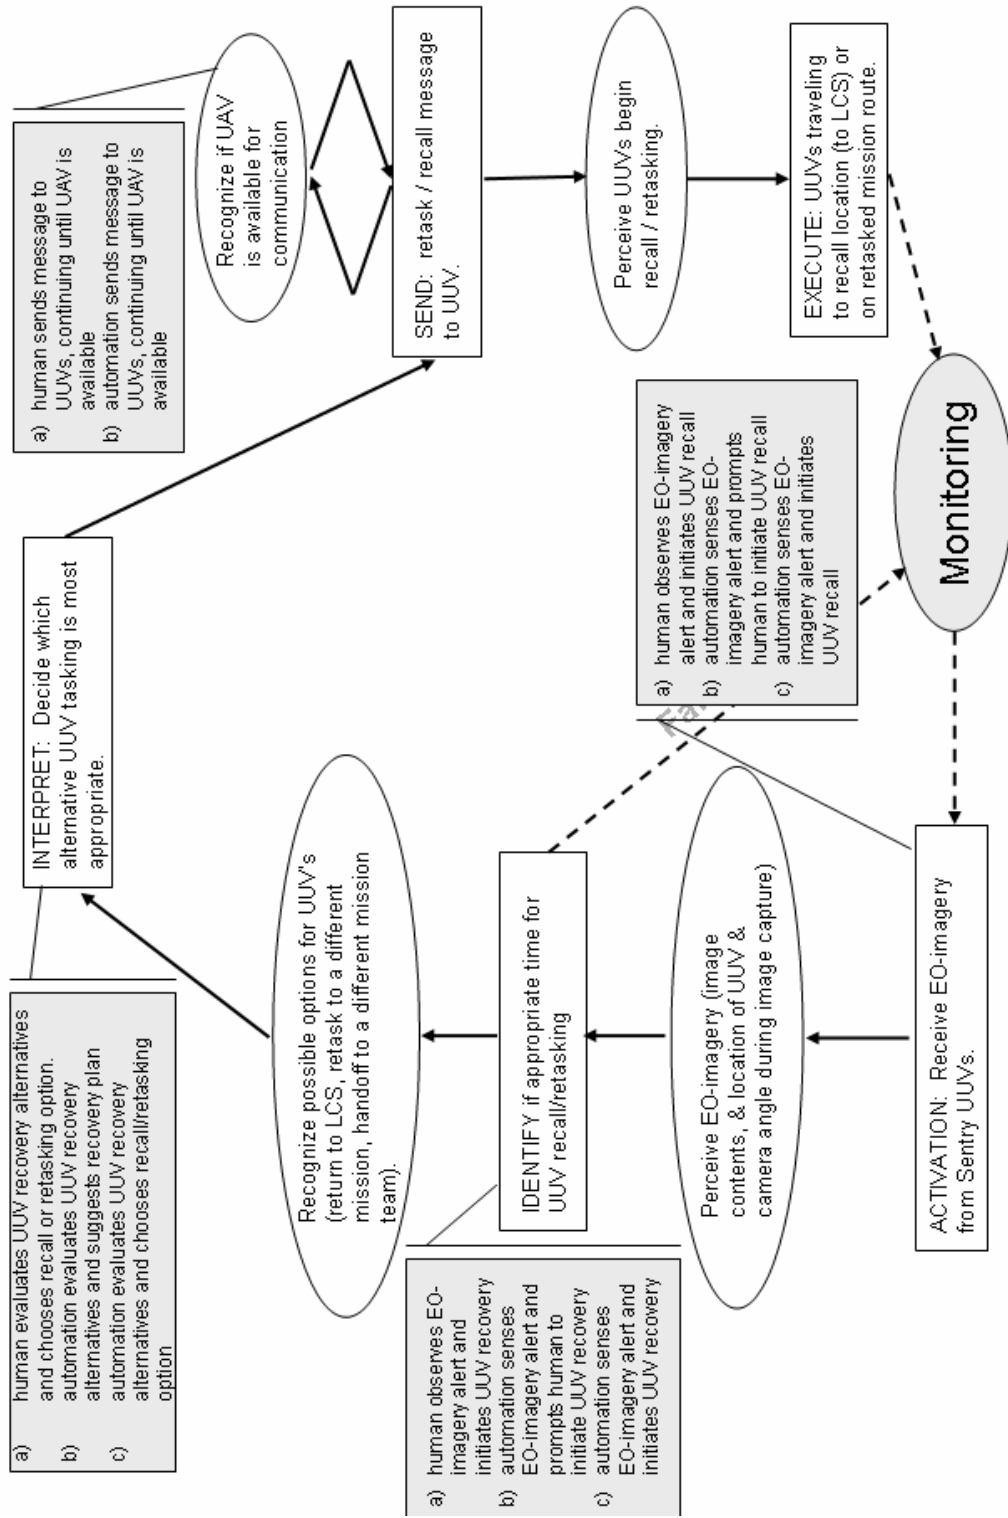 a) human evaluates UUV recovery alternatives
and chooses recall or retasking option.
b) automation evaluates UUV recovery
alternatives and suggests recovery plan
c) automation evaluates UUV recovery
alternatives and chooses recall/retasking
option
INTERPRET: Decide which
alternative UUV tasking is most
appropriate.
a) human sends message to
UUVs, continuing until UAV is
available
b) automation sends message to
UUVs, continuing until UAV is
available
Recognize if UAV
is available for
communication
SEND: retask / recall message
to UUV.
Recognize possible options for UUV's
(return to LCS, retask to a different
mission, handoff to a different mission
team).
a) human observes EO-
imagery alert and
initiates UUV recovery
b) automation senses
EO-imagery alert and
prompts human to
initiate UUV recovery
c) automation senses
EO-imagery alert and
initiates UUV recovery
IDENTIFY if appropriate time for
UUV recall/retasking
Perceive UUVs begin
recall / retasking.
Perceive EO-imagery (image
contents, & location of UUV &
camera angle during image capture)
a) human observes EO-imagery
alert and initiates UUV recall
b) automation senses EO-
imagery alert and prompts
human to initiate UUV recall
c) automation senses EO-
imagery alert and initiates
UUV recall
EXECUTE: UUVs traveling
to recall location (to LCS) or
on retasked mission route.
ACTIVATION: Receive EO-imagery
from Sentry UUVs.
Monitoring